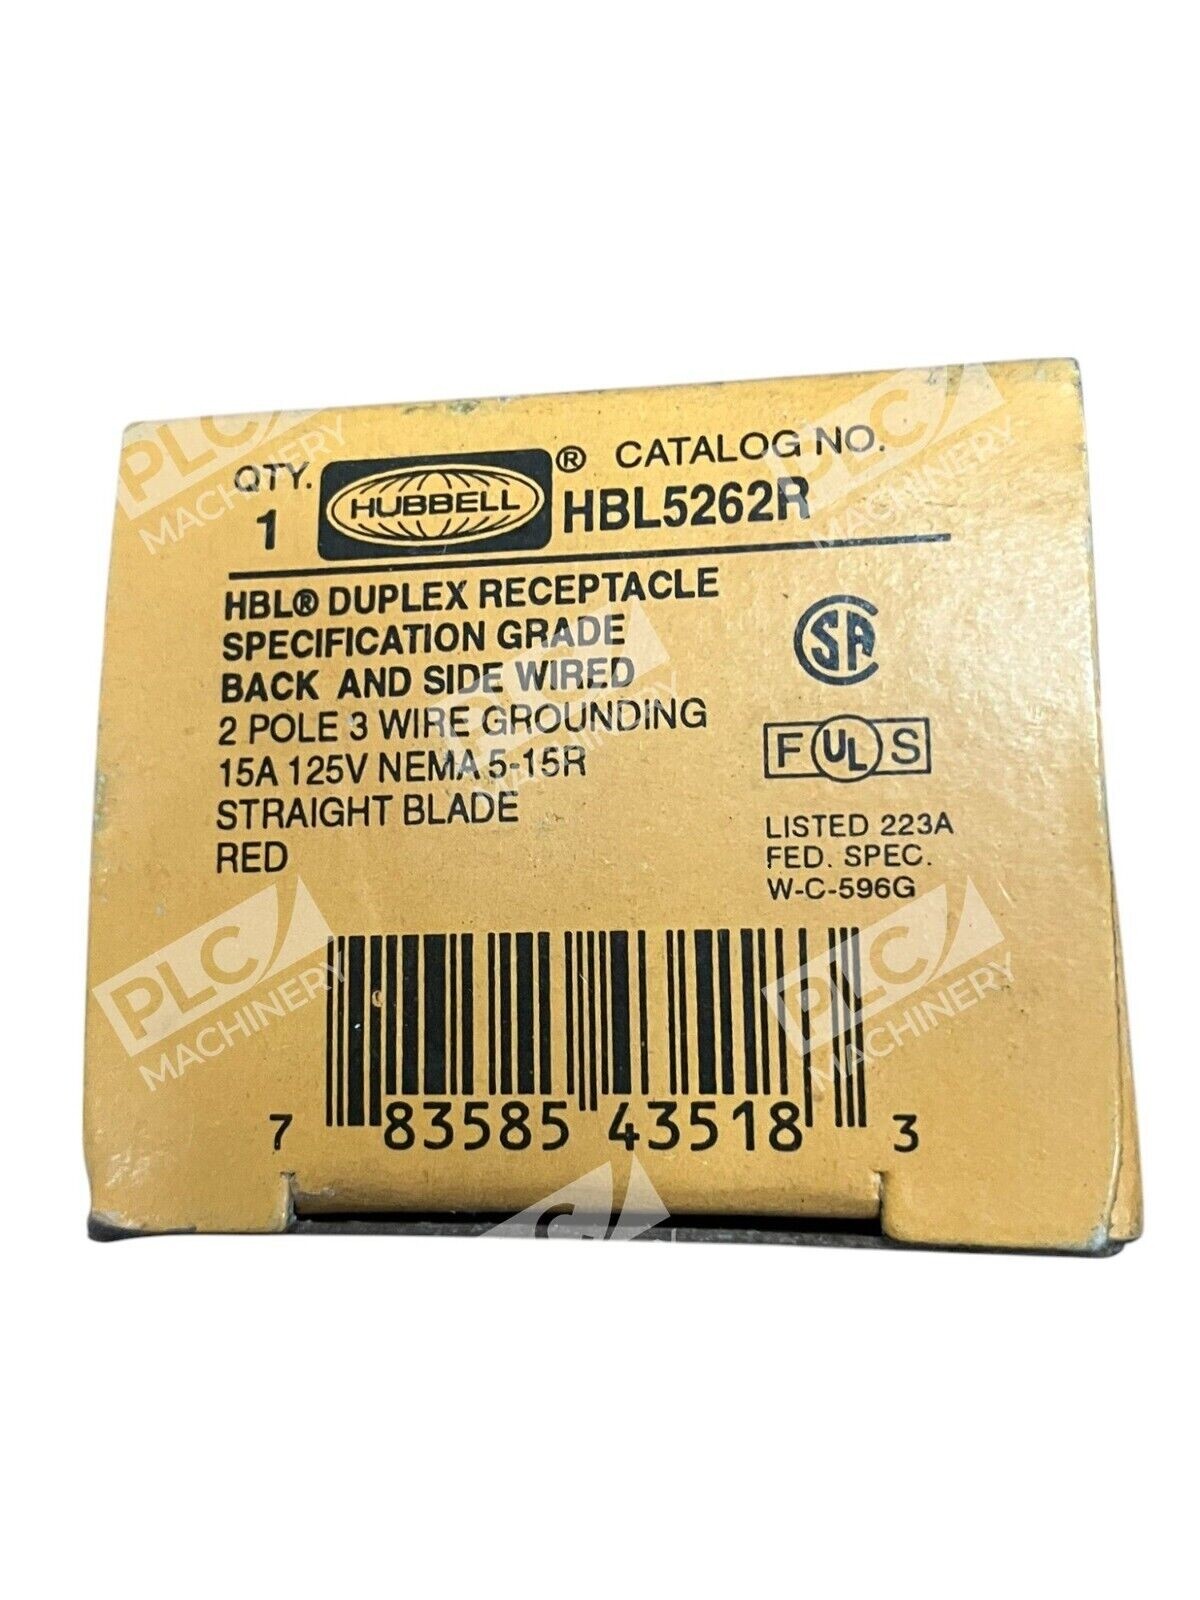 QTY. HUBBELL ® CATALOG NO.
1 HBL5262R
HBL® DUPLEX RECEPTACLE
SPECIFICATION GRADE
BACK AND SIDE WIRED
2 POLE 3 WIRE GROUNDING
15A 125V NEMA 5-15R
STRAIGHT BLADE
RED
SA
F UL S
LISTED 223A
FED. SPEC.
W-C-596G
7 83585 43518 3
PLC MACHINERY
PLC MACHINERY
PLC MACHINERY
PLC MACHINERY
PLC MACHINERY